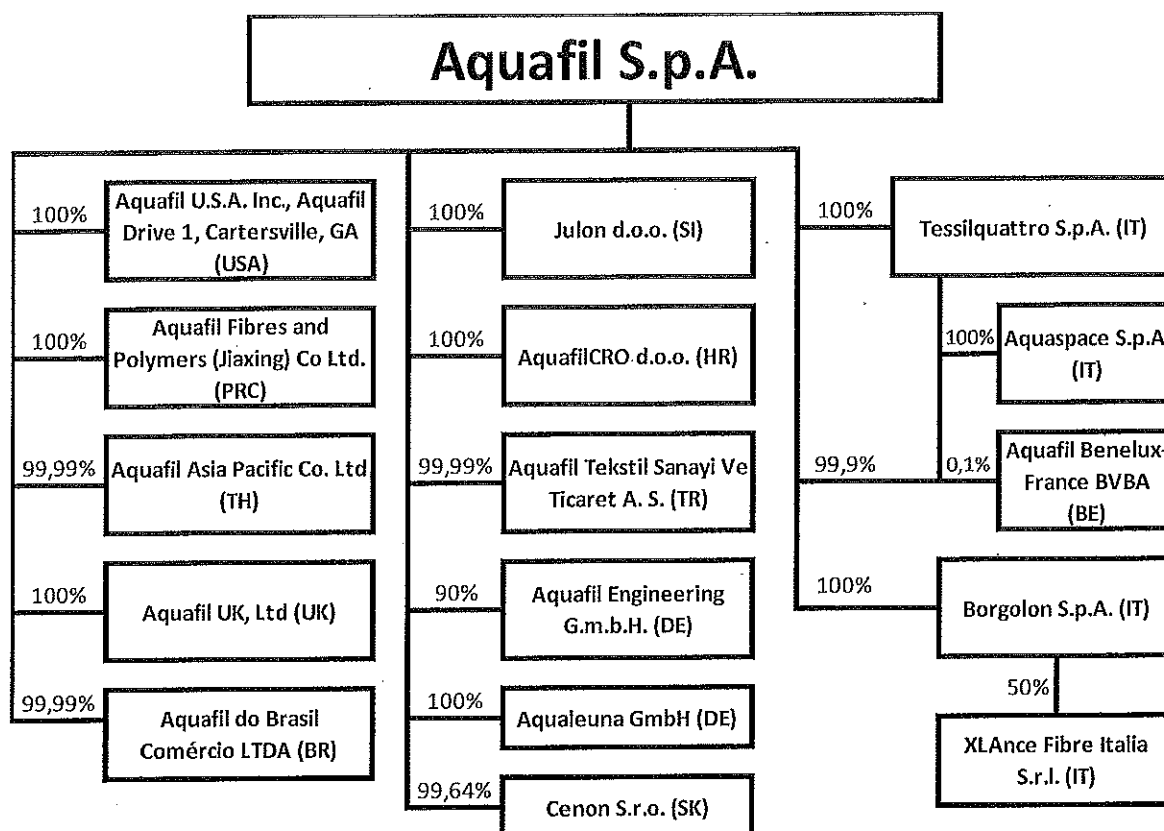 Aquafil S.p.A.
100%
Aquafil U.S.A. Inc., Aquafil
Drive 1, Cartersville, GA
(USA)
100%
Aquafil Fibres and
Polymers (Jiaxing) Co Ltd.
(PRC)
99,99%
Aquafil Asia Pacific Co. Ltd
(TH)
100%
Aquafil UK, Ltd (UK)
99,99%
Aquafil do Brasil
Comércio LTDA (BR)
100%
Julon d.o.o. (SI)
100%
AquafilCRO d.o.o. (HR)
99,99%
Aquafil Tekstil Sanayi Ve
Ticaret A. S. (TR)
90%
Aquafil Engineering
G.m.b.H. (DE)
100%
Aqualeuna GmbH (DE)
99,64%
Cenon S.r.o. (SK)
100%
Tessilquattro S.p.A. (IT)
100%
Aquaspace S.p.A
(IT)
99,9%
0,1%
Aquafil Benelux-
France BVBA
(BE)
100%
Borgolon S.p.A. (IT)
50%
XLAnce Fibre Italia
S.r.l. (IT)